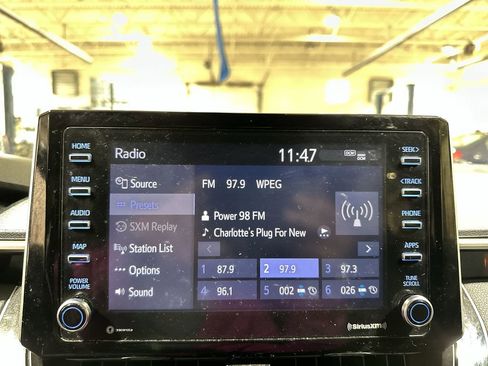 HOME
MENU
AUDIO
MAP
POWER
VOLUME
Radio
11:47
DCM
DCM
Source
FM 97.9 WPEG
Presets
Power 98 FM
SXM Replay
Charlotte's Plug For New
Station List
Options
1 87.9 2 97.9 3 97.3
Sound
4 96.1 5 002 6 026
SEEK>
<TRACK
PHONE
APPS
TUNE
SCROLL
SiriusXM